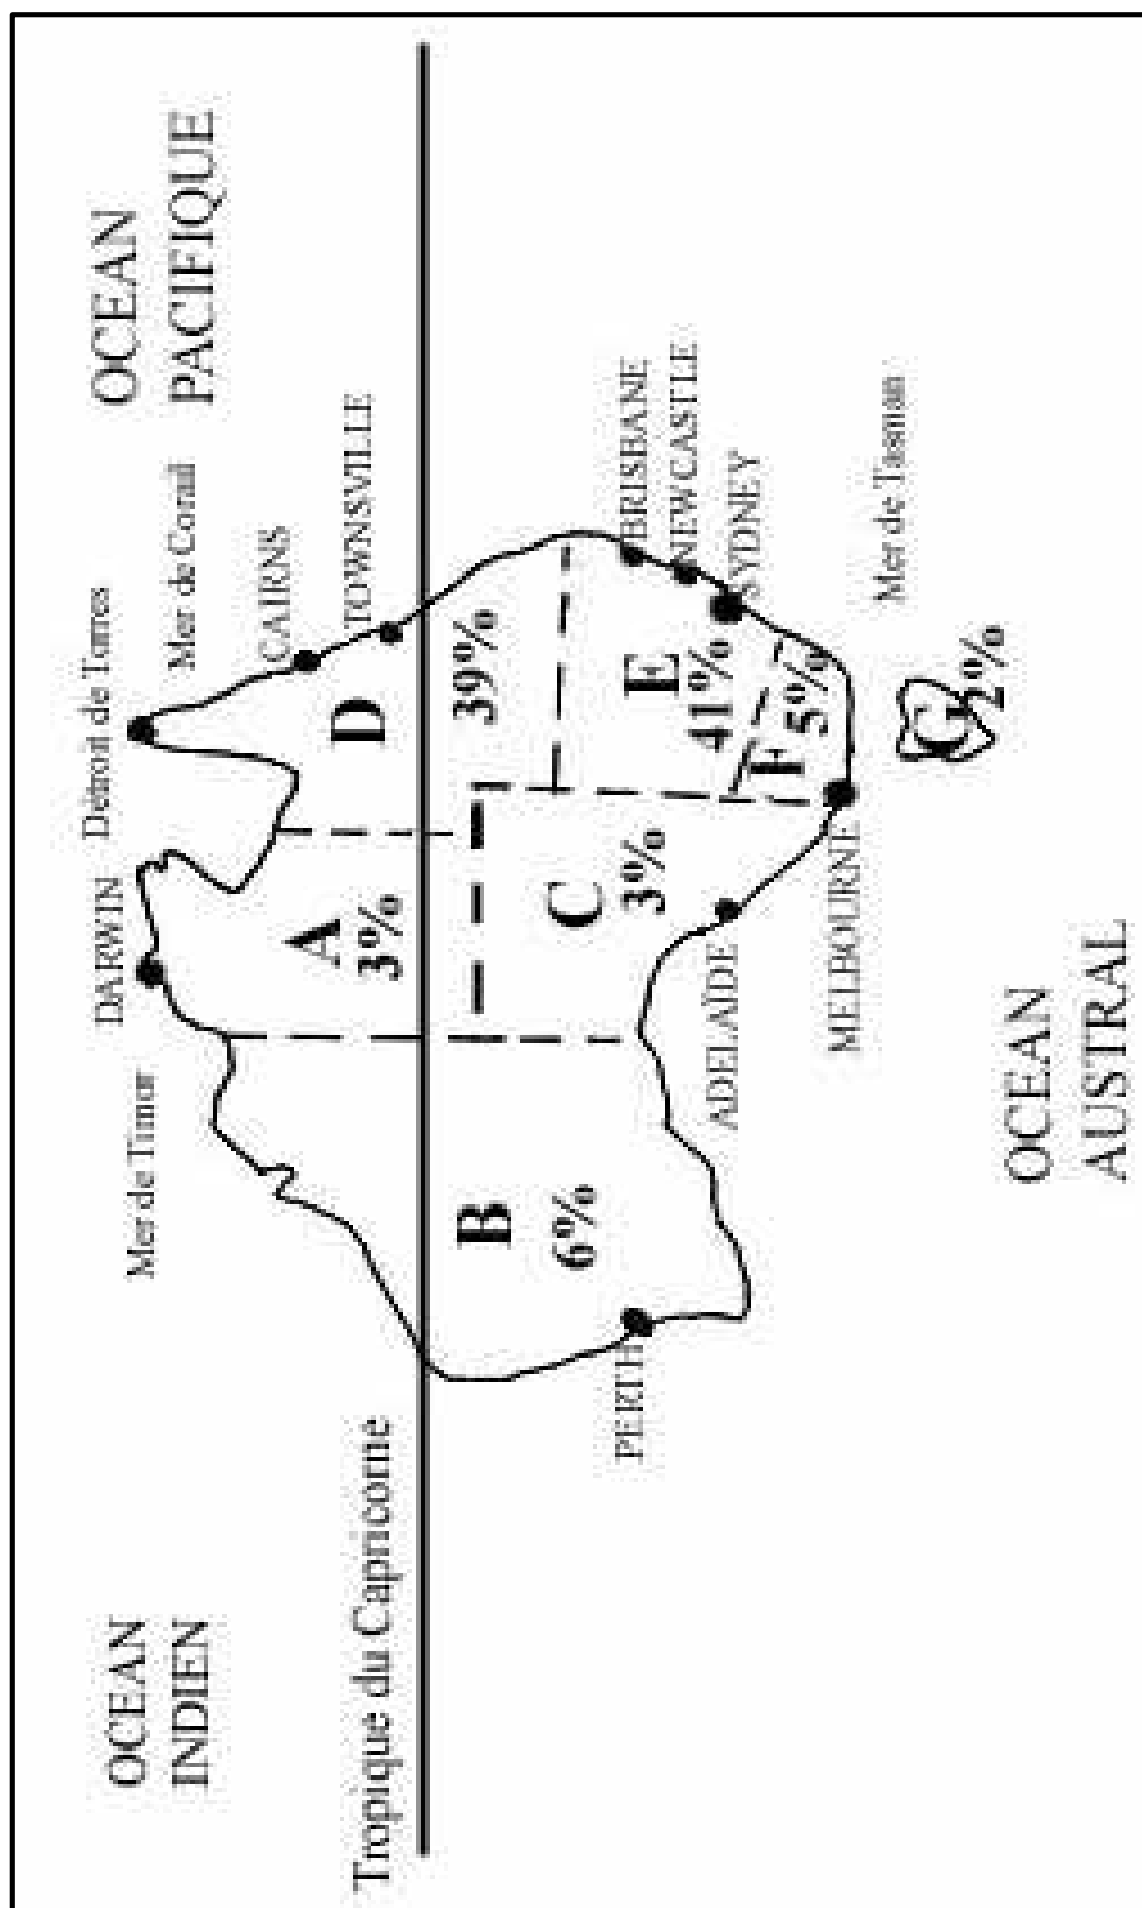 OCEAN
INDIEN
Mer de Timor
DARWIN
Détroit de Torres
Mer de Corail
OCEAN
PACIFIQUE
CAIRNS
TOWNSVILLE
Tropique du Capricorne
A
3%
D
39%
B
6%
C
3%
E
41%
F
5%
G
2%
PERTH
ADELAÏDE
MELBOURNE
BRISBANE
NEWCASTLE
SYDNEY
Mer de Tasman
OCEAN
AUSTRAL